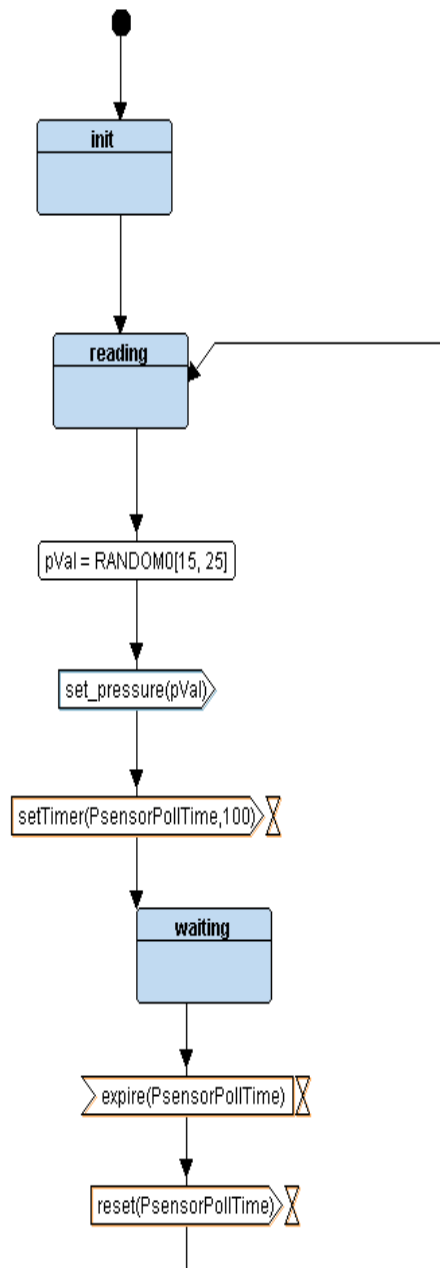 init
reading
pVal = RANDOM0[15, 25]
set_pressure(pVal)
setTimer(PsensorPollTime,100)
waiting
expire(PsensorPollTime)
reset(PsensorPollTime)